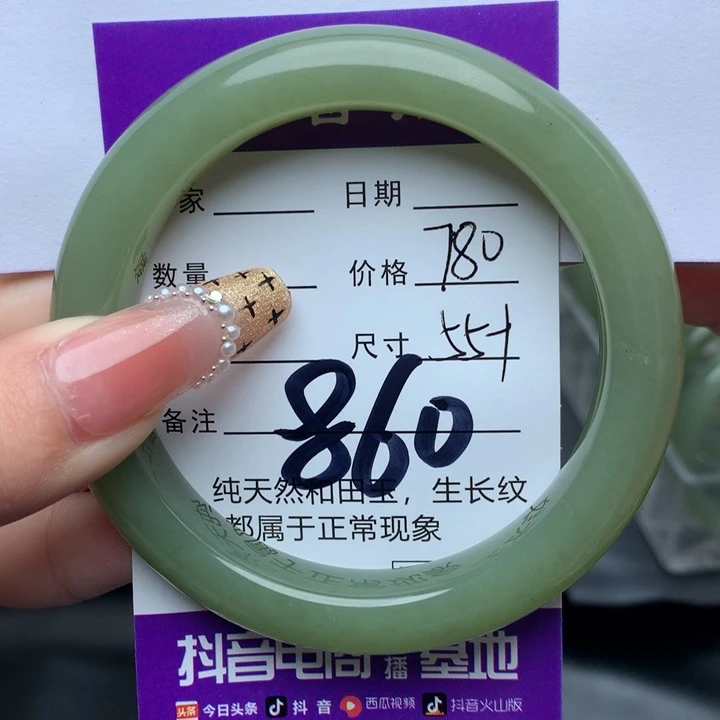 家 日期
数量 价格 780
尺寸 55+
备注 860
纯天然和田玉，生长纹
都属于正常现象
抖音电商 播基地
头条 今日头条 抖音 西瓜视频 抖音火山版